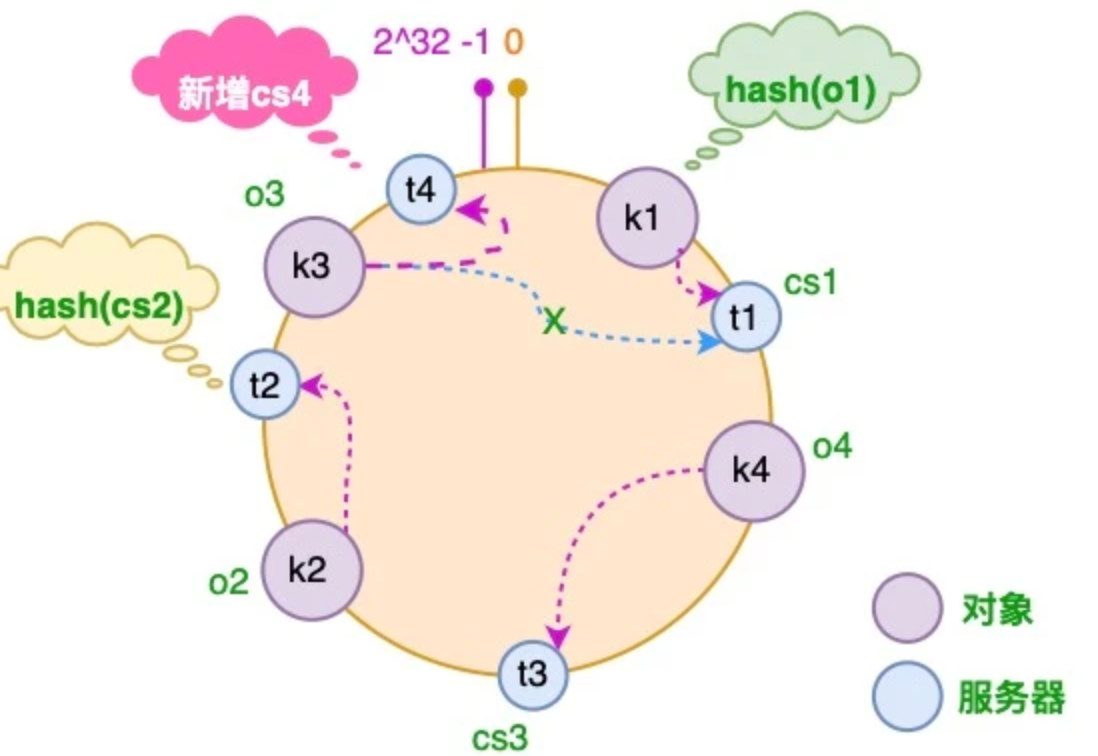 2^32 -1 0
新增cs4
hash(o1)
t4
o3
k1
k3
cs1
hash(cs2)
t1
X
t2
o4
k4
k2
o2
对象
t3
服务器
cs3